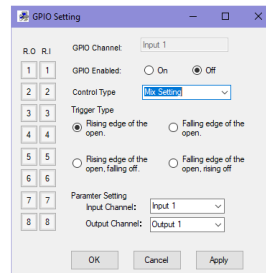 GPIO Setting
R.O R.I
GPIO Channel: Input 1
1 1 GPIO Enabled: On Off
2 2 Control Type Mix Setting
3 3 Trigger Type
4 4 Rising edge of the open. Falling edge of the open.
5 5 Rising edge of the open, falling off. Falling edge of the open, rising off
6 6
7 7 Paramter Setting
Input Channel: Input 1
8 8 Output Channel: Output 1
OK Cancel Apply